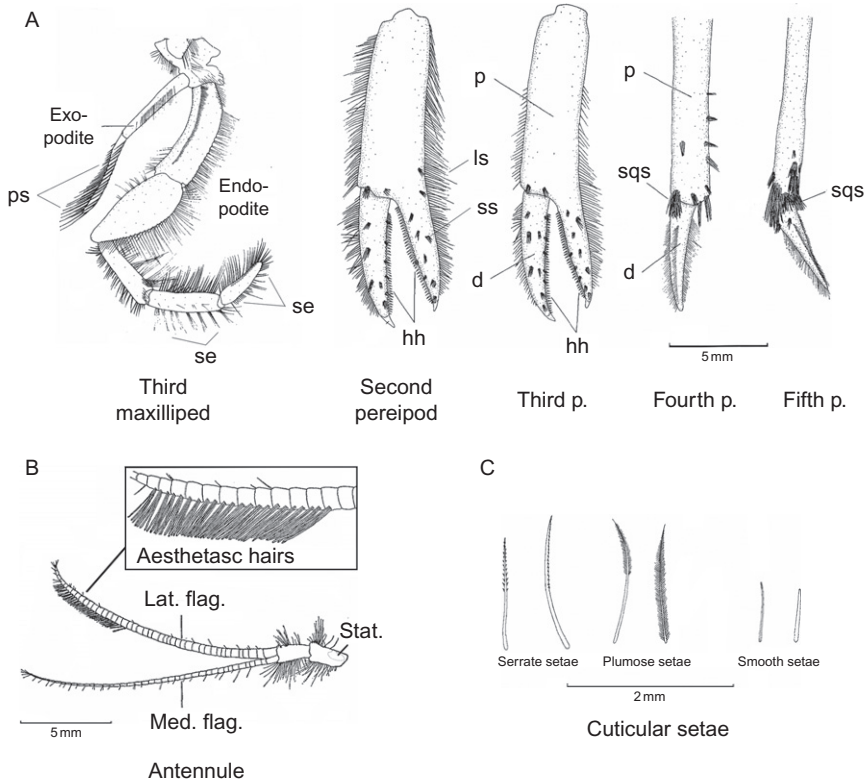 A
Exo-
podite
ps
Endo-
podite
se
se
Third
maxilliped
ls
ss
hh
Second
pereipod
p
d
hh
Third p.
p
sqs
d
5 mm
Fourth p.
sqs
Fifth p.
B
Aesthetasc hairs
Lat. flag.
Stat.
Med. flag.
5 mm
Antennule
C
Serrate setae
Plumose setae
Smooth setae
2 mm
Cuticular setae